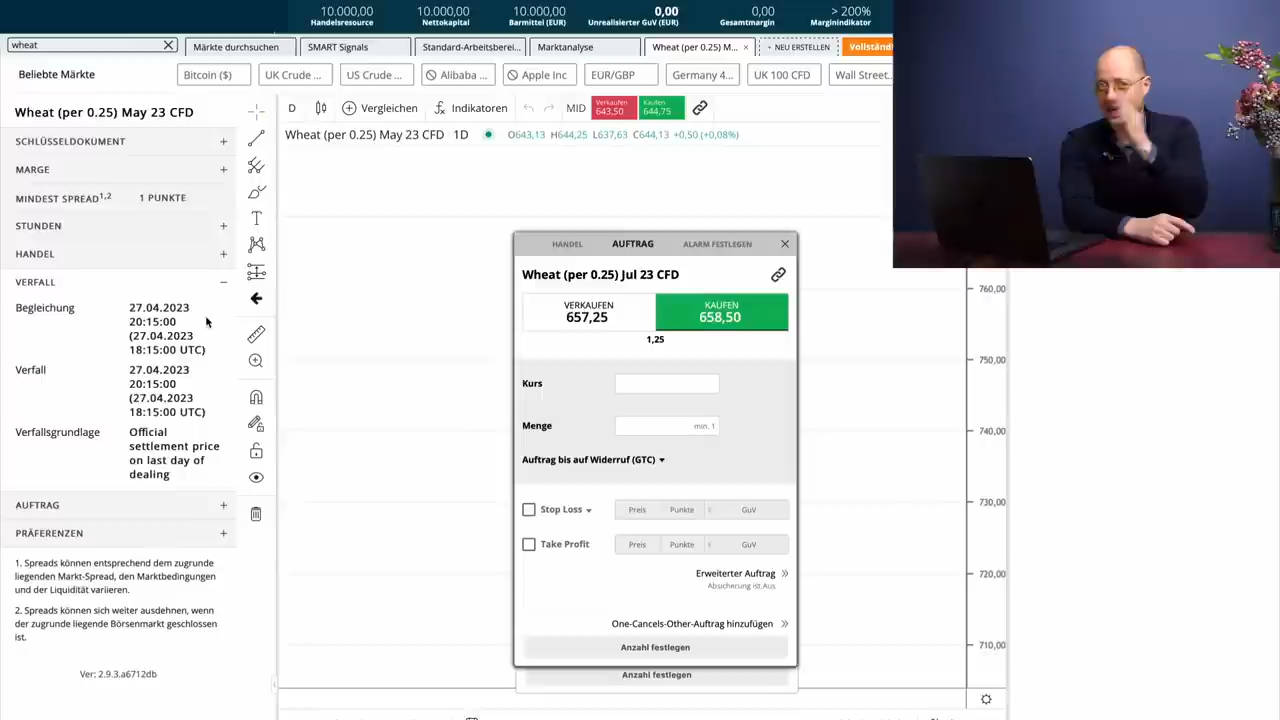 10.000,00 10.000,00 10.000,00 0,00 0,00 > 200%
Handelsresource Nettokapital Barmittel (EUR) Unrealisierter GuV (EUR) Gesamtmargin Marginindikator
wheat
Märkte durchsuchen SMART Signals Standard-Arbeitsberei... Marktanalyse Wheat (per 0.25) M... × + NEU ERSTELLEN Vollständ
Beliebte Märkte Bitcoin ($) UK Crude ... US Crude ... Alibaba ... Apple Inc EUR/GBP Germany 4... UK 100 CFD Wall Street..
Wheat (per 0.25) May 23 CFD
D Vergleichen Indikatoren MID Verkaufen 643,50 Kaufen 644,75
Wheat (per 0.25) May 23 CFD 1D O643,13 H644,25 L637,63 C644,13 +0,50 (+0,08%)
SCHLÜSSELDOKUMENT +
MARGE +
MINDEST SPREAD1,2 1 PUNKTE
STUNDEN +
HANDEL +
VERFALL −
Begleichung 27.04.2023
20:15:00
(27.04.2023
18:15:00 UTC)
Verfall 27.04.2023
20:15:00
(27.04.2023
18:15:00 UTC)
Verfallsgrundlage Official
settlement price
on last day of
dealing
AUFTRAG +
PRÄFERENZEN +
1. Spreads können entsprechend dem zugrunde
liegenden Markt-Spread, den Marktbedingungen
und der Liquidität variieren.
2. Spreads können sich weiter ausdehnen, wenn
der zugrunde liegende Börsenmarkt geschlossen
ist.
Ver: 2.9.3.a6712db
HANDEL AUFTRAG ALARM FESTLEGEN
Wheat (per 0.25) Jul 23 CFD
VERKAUFEN KAUFEN
657,25 658,50
1,25
Kurs
Menge min. 1
Auftrag bis auf Widerruf (GTC)
Stop Loss Preis Punkte € GuV
Take Profit Preis Punkte € GuV
Erweiterter Auftrag
Absicherung ist Aus
One-Cancels-Other-Auftrag hinzufügen
Anzahl festlegen
Anzahl festlegen
760,00
750,00
740,00
730,00
720,00
710,00